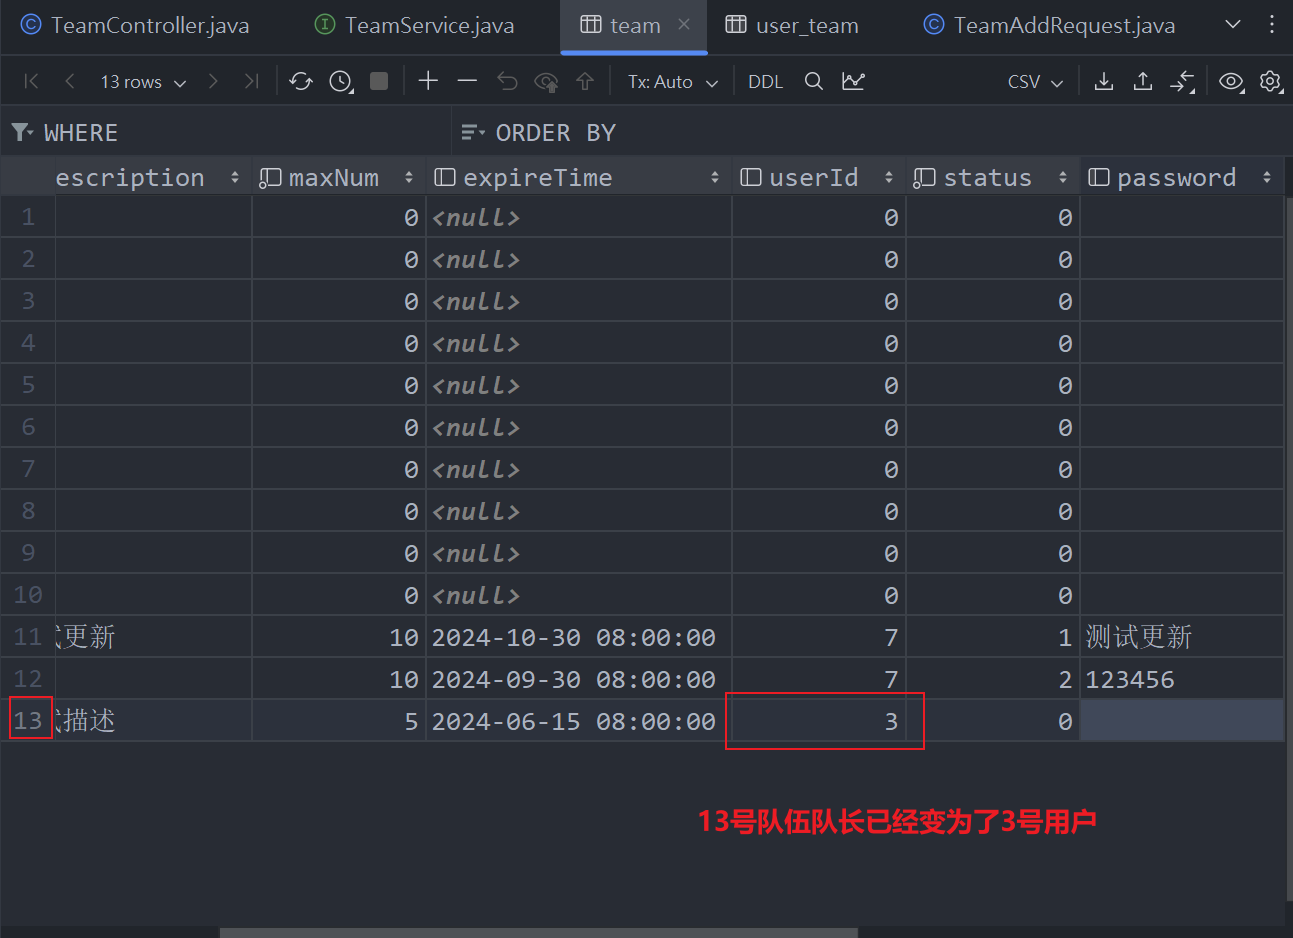 TeamController.java TeamService.java team user_team TeamAddRequest.java
13 rows Tx: Auto DDL CSV
WHERE ORDER BY
escription maxNum expireTime userId status password
1 0 <null> 0 0
2 0 <null> 0 0
3 0 <null> 0 0
4 0 <null> 0 0
5 0 <null> 0 0
6 0 <null> 0 0
7 0 <null> 0 0
8 0 <null> 0 0
9 0 <null> 0 0
10 0 <null> 0 0
11 更新 10 2024-10-30 08:00:00 7 1 测试更新
12 10 2024-09-30 08:00:00 7 2 123456
13 描述 5 2024-06-15 08:00:00 3 0
13号队伍队长已经变为了3号用户